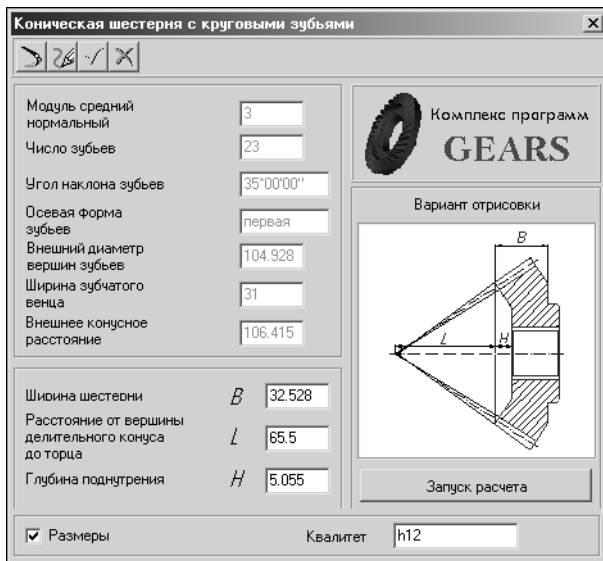 Коническая шестерня с круговыми зубьями
Модуль средний
нормальный
3
Число зубьев
23
Угол наклона зубьев
35°00'00"
Осевая форма
зубьев
первая
Внешний диаметр
вершин зубьев
104.928
Ширина зубчатого
венца
31
Внешнее конусное
расстояние
106.415
Комплекс программ
GEARS
Вариант отрисовки
B
L
H
Ширина шестерни
B
32.528
Расстояние от вершины
делительного конуса
до торца
L
65.5
Глубина поднутрения
H
5.055
Запуск расчета
Размеры
Квалитет
h12